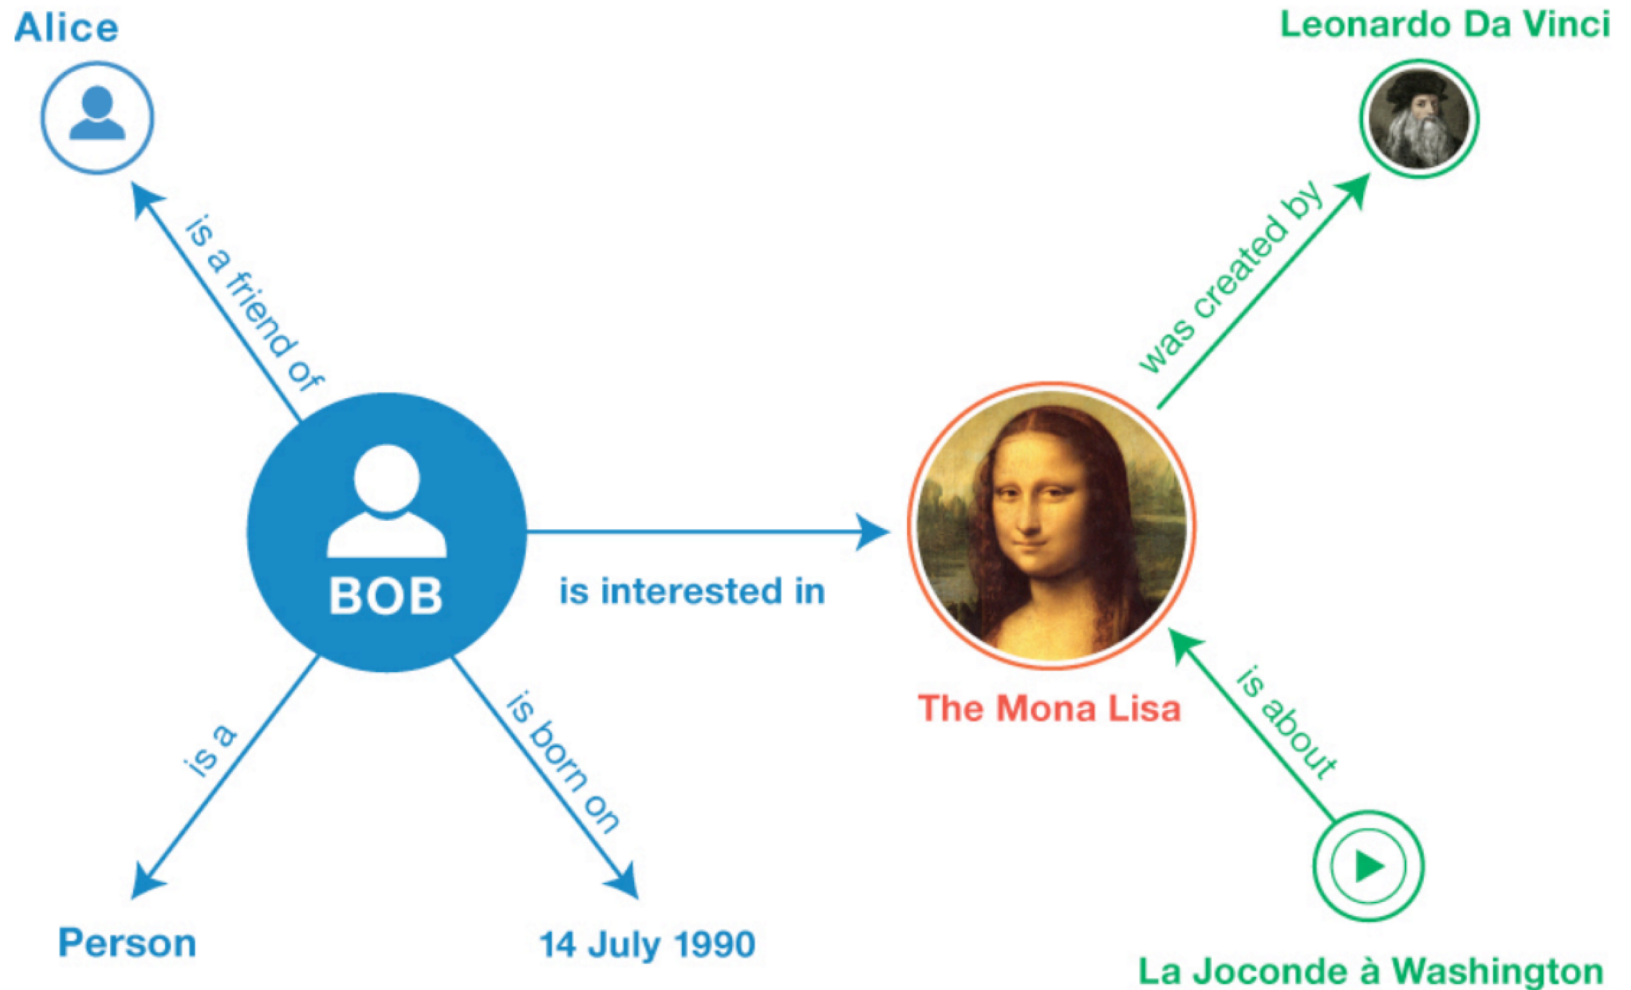 Alice
Leonardo Da Vinci
is a friend of
was created by
BOB
is interested in
The Mona Lisa
is a
is born on
is about
Person
14 July 1990
La Joconde à Washington